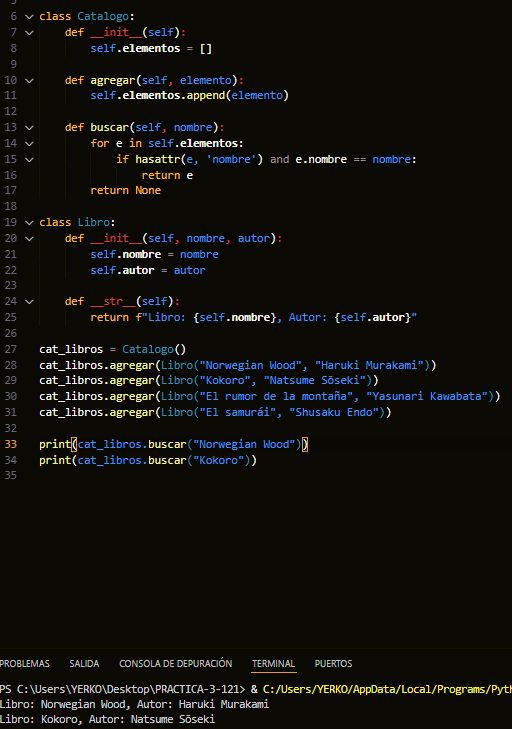 6 class Catalogo:
7 def __init__(self):
8 self.elementos = []
9
10 def agregar(self, elemento):
11 self.elementos.append(elemento)
12
13 def buscar(self, nombre):
14 for e in self.elementos:
15 if hasattr(e, 'nombre') and e.nombre == nombre:
16 return e
17 return None
18
19 class Libro:
20 def __init__(self, nombre, autor):
21 self.nombre = nombre
22 self.autor = autor
23
24 def __str__(self):
25 return f"Libro: {self.nombre}, Autor: {self.autor}"
26
27 cat_libros = Catalogo()
28 cat_libros.agregar(Libro("Norwegian Wood", "Haruki Murakami"))
29 cat_libros.agregar(Libro("Kokoro", "Natsume Sōseki"))
30 cat_libros.agregar(Libro("El rumor de la montaña", "Yasunari Kawabata"))
31 cat_libros.agregar(Libro("El samurái", "Shusaku Endo"))
32
33 print(cat_libros.buscar("Norwegian Wood"))
34 print(cat_libros.buscar("Kokoro"))
35
PROBLEMAS SALIDA CONSOLA DE DEPURACIÓN TERMINAL PUERTOS
PS C:\Users\YERKO\Desktop\PRACTICA-3-121> & C:/Users/YERKO/AppData/Local/Programs/Pyth
Libro: Norwegian Wood, Autor: Haruki Murakami
Libro: Kokoro, Autor: Natsume Sōseki